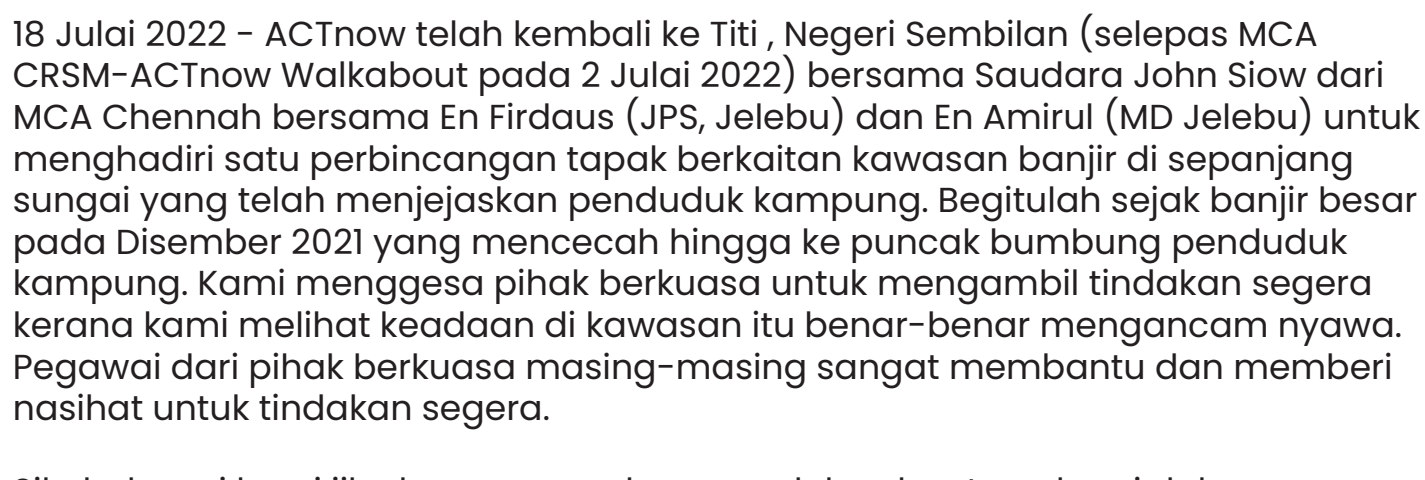 18 Julai 2022 - ACTnow telah kembali ke Titi , Negeri Sembilan (selepas MCA
CRSM-ACTnow Walkabout pada 2 Julai 2022) bersama Saudara John Siow dari
MCA Chennah bersama En Firdaus (JPS, Jelebu) dan En Amirul (MD Jelebu) untuk
menghadiri satu perbincangan tapak berkaitan kawasan banjir di sepanjang
sungai yang telah menjejaskan penduduk kampung. Begitulah sejak banjir besar
pada Disember 2021 yang mencecah hingga ke puncak bumbung penduduk
kampung. Kami menggesa pihak berkuasa untuk mengambil tindakan segera
kerana kami melihat keadaan di kawasan itu benar-benar mengancam nyawa.
Pegawai dari pihak berkuasa masing-masing sangat membantu dan memberi
nasihat untuk tindakan segera.